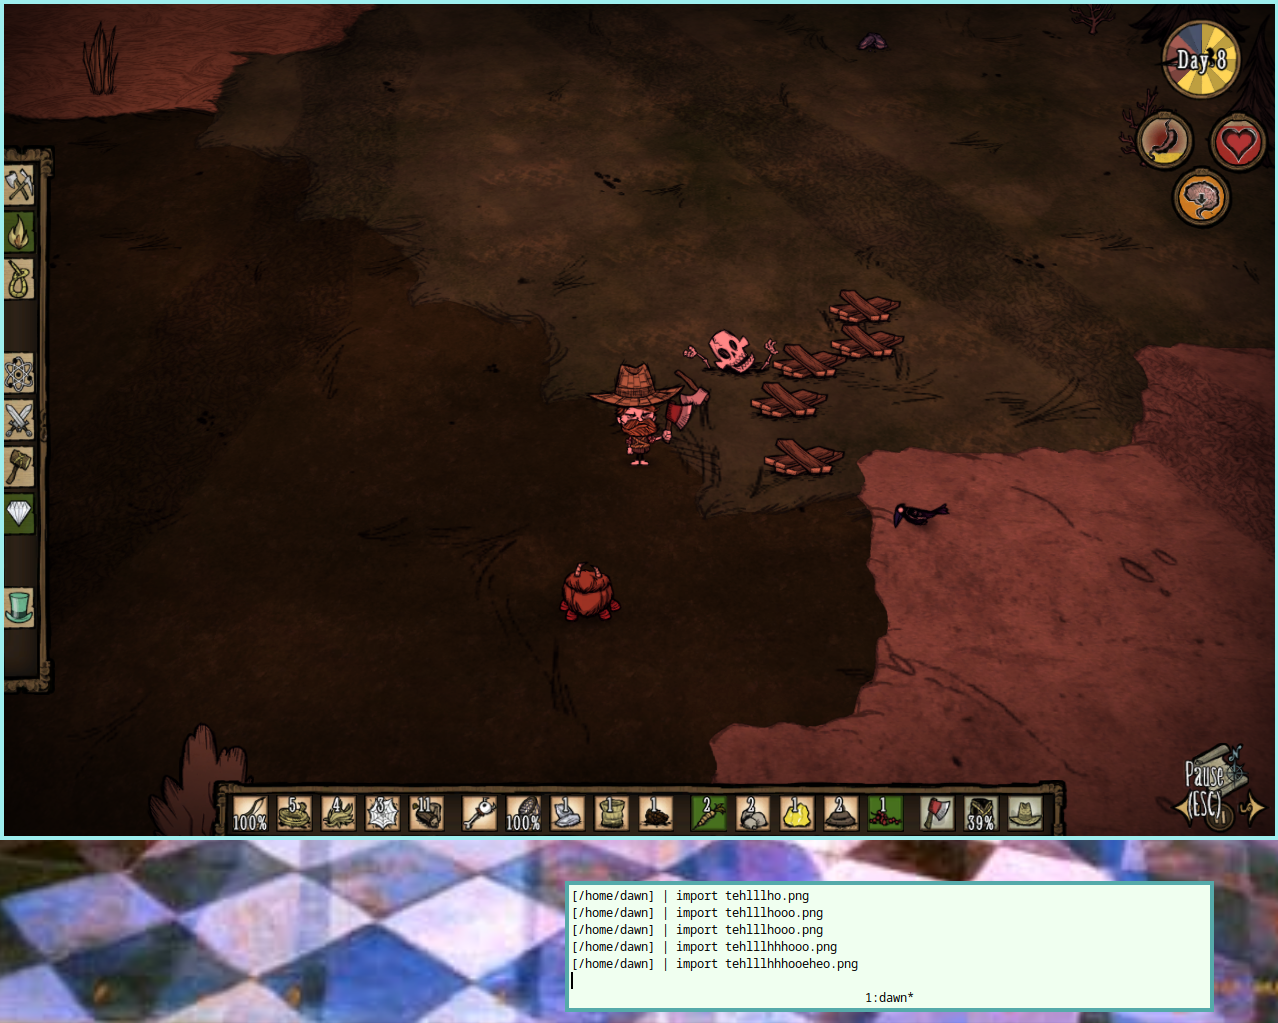 Day 8
Pause
(ESC)
100% 5 4 3 11 100% 1 1 1 2 2 1 2 1 39%
[/home/dawn] | import tehlllho.png
[/home/dawn] | import tehlllhooo.png
[/home/dawn] | import tehlllhooo.png
[/home/dawn] | import tehlllhhhooo.png
[/home/dawn] | import tehlllhhhooeheo.png
1:dawn*